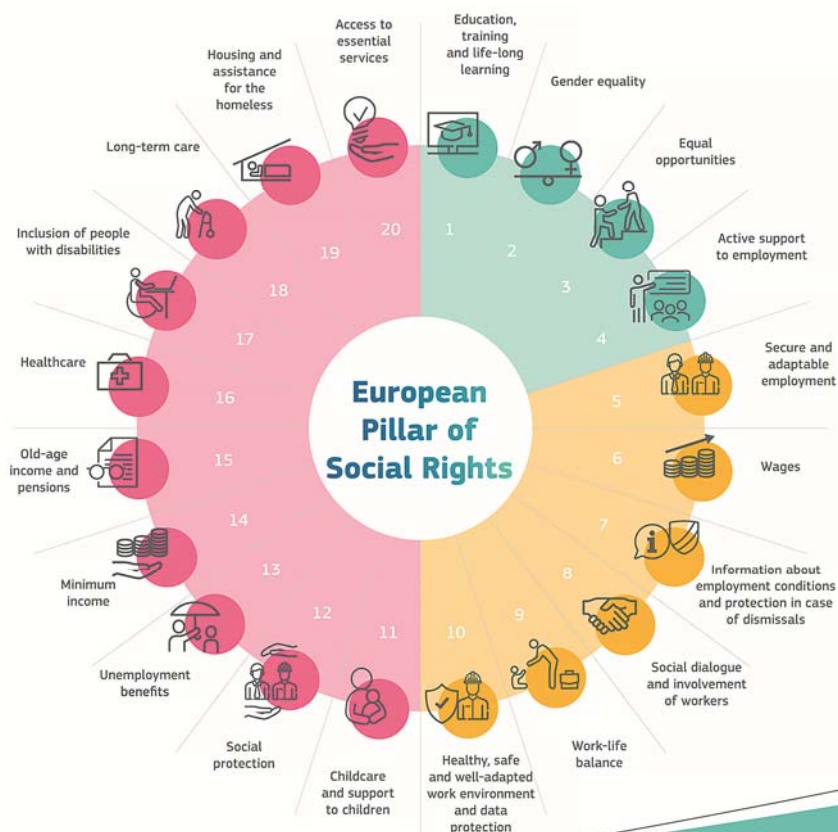 European
Pillar of
Social Rights
1
Education,
training
and life-long
learning
2
Gender equality
3
Equal
opportunities
4
Active support
to employment
5
Secure and
adaptable
employment
6
Wages
7
Information about
employment conditions
and protection in case
of dismissals
8
Social dialogue
and involvement
of workers
9
Work-life
balance
10
Healthy, safe
and well-adapted
work environment
and data
protection
11
Childcare
and support
to children
12
Social
protection
13
Unemployment
benefits
14
Minimum
income
15
Old-age
income and
pensions
16
Healthcare
17
Inclusion of people
with disabilities
18
Long-term care
19
Housing and
assistance
for the
homeless
20
Access to
essential
services